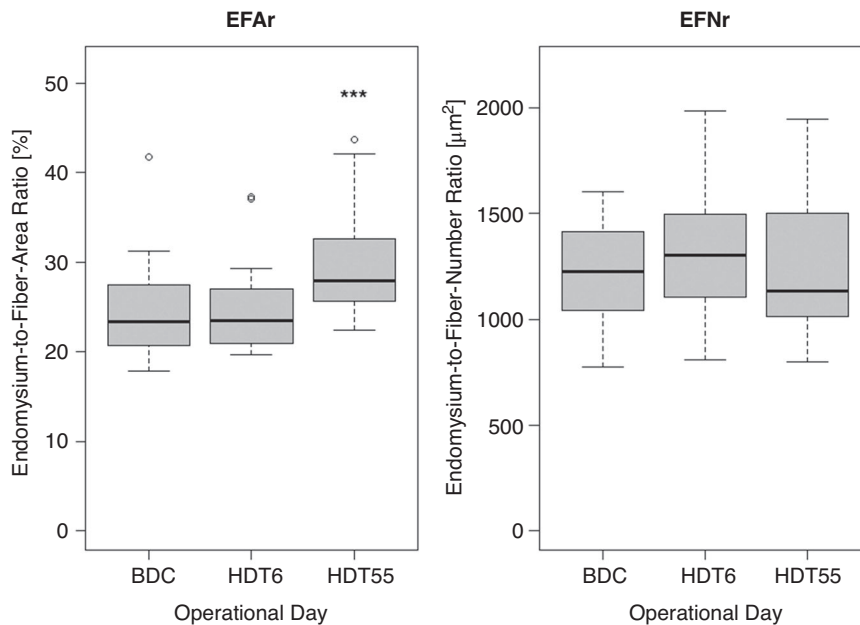 EFAr
Endomysium-to-Fiber-Area Ratio [%]
50
40
30
20
10
0
***
BDC HDT6 HDT55
Operational Day
EFNr
Endomysium-to-Fiber-Number Ratio [μm²]
2000
1500
1000
500
0
BDC HDT6 HDT55
Operational Day